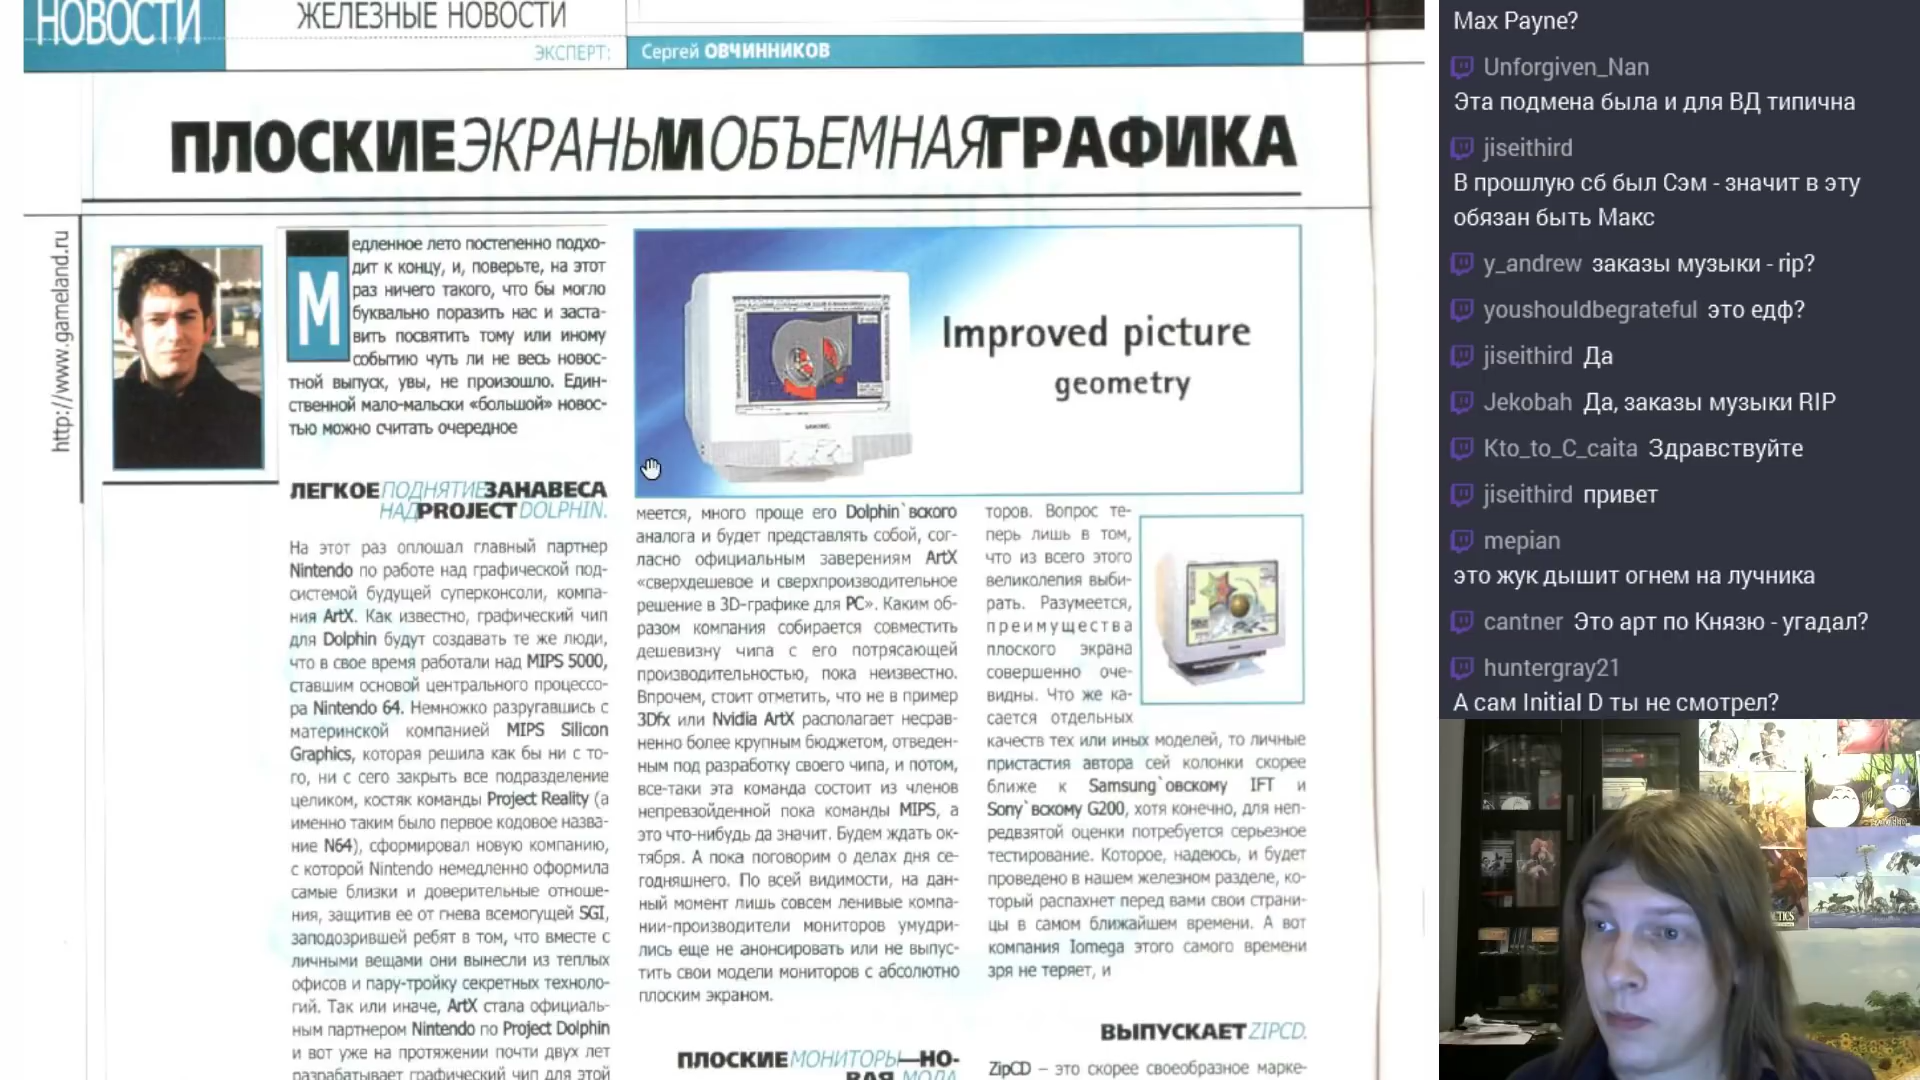 НОВОСТИ
ЖЕЛЕЗНЫЕ НОВОСТИ
ЭКСПЕРТ:
Сергей ОВЧИННИКОВ
ПЛОСКИЕЭКРАНЫИОБЪЕМНАЯГРАФИКА
http://www.gameland.ru
Медленное лето постепенно подхо-
дит к концу, и, поверьте, на этот
раз ничего такого, что бы могло
буквально поразить нас и заста-
вить посвятить тому или иному
событию чуть ли не весь новос-
тной выпуск, увы, не произошло. Един-
ственной мало-мальски «большой» новос-
тью можно считать очередное
ЛЕГКОЕПОДНЯТИЕЗАНАВЕСА
НАДPROJECTDOLPHIN.
На этот раз оплошал главный партнер
Nintendo по работе над графической под-
системой будущей суперконсоли, компа-
ния ArtX. Как известно, графический чип
для Dolphin будут создавать те же люди,
что в свое время работали над MIPS 5000,
ставшим основой центрального процессо-
ра Nintendo 64. Немножко разругавшись с
материнской компанией MIPS Silicon
Graphics, которая решила как бы ни с то-
го, ни с сего закрыть все подразделение
целиком, костяк команды Project Reality (а
именно таким было первое кодовое назва-
ние N64), сформировал новую компанию,
с которой Nintendo немедленно оформила
самые близки и доверительные отноше-
ния, защитив ее от гнева всемогущей SGI,
заподозрившей ребят в том, что вместе с
личными вещами они вынесли из теплых
офисов и пару-тройку секретных техноло-
гий. Так или иначе, ArtX стала официаль-
ным партнером Nintendo по Project Dolphin
и вот уже на протяжении почти двух лет
разрабатывает графический чип для этой
Improved picture
geometry
меется, много проще его Dolphin`вского
аналога и будет представлять собой, сог-
ласно официальным заверениям ArtX
«сверхдешевое и сверхпроизводительное
решение в 3D-графике для PC». Каким об-
разом компания собирается совместить
дешевизну чипа с его потрясающей
производительностью, пока неизвестно.
Впрочем, стоит отметить, что не в пример
3Dfx или Nvidia ArtX располагает несрав-
ненно более крупным бюджетом, отведен-
ным под разработку своего чипа, и потом,
все-таки эта команда состоит из членов
непревзойденной пока команды MIPS, а
это что-нибудь да значит. Будем ждать ок-
тября. А пока поговорим о делах дня се-
годняшнего. По всей видимости, на дан-
ный момент лишь совсем ленивые компа-
нии-производители мониторов умудри-
лись еще не анонсировать или не выпус-
тить свои модели мониторов с абсолютно
плоским экраном.
ПЛОСКИЕМОНИТОРЫ—НО-
ВАЯ МОДА
торов. Вопрос те-
перь лишь в том,
что из всего этого
великолепия выби-
рать. Разумеется,
преимущества
плоского экрана
совершенно оче-
видны. Что же ка-
сается отдельных
качеств тех или иных моделей, то личные
пристастия автора сей колонки скорее
ближе к Samsung`овскому IFT и
Sony`вскому G200, хотя конечно, для неп-
редвзятой оценки потребуется серьезное
тестирование. Которое, надеюсь, и будет
проведено в нашем железном разделе, ко-
торый распахнет перед вами свои страни-
цы в самом ближайшем времени. А вот
компания Iomega этого самого времени
зря не теряет, и
ВЫПУСКАЕТ ZIPCD.
ZipCD – это скорее своеобразное марке-
Max Payne?
Unforgiven_Nan
Эта подмена была и для ВД типична
jiseithird
В прошлую сб был Сэм - значит в эту
обязан быть Макс
y_andrew заказы музыки - rip?
youshouldbegrateful это едф?
jiseithird Да
Jekobah Да, заказы музыки RIP
Kto_to_C_caita Здравствуйте
jiseithird привет
mepian
это жук дышит огнем на лучника
cantner Это арт по Князю - угадал?
huntergray21
А сам Initial D ты не смотрел?